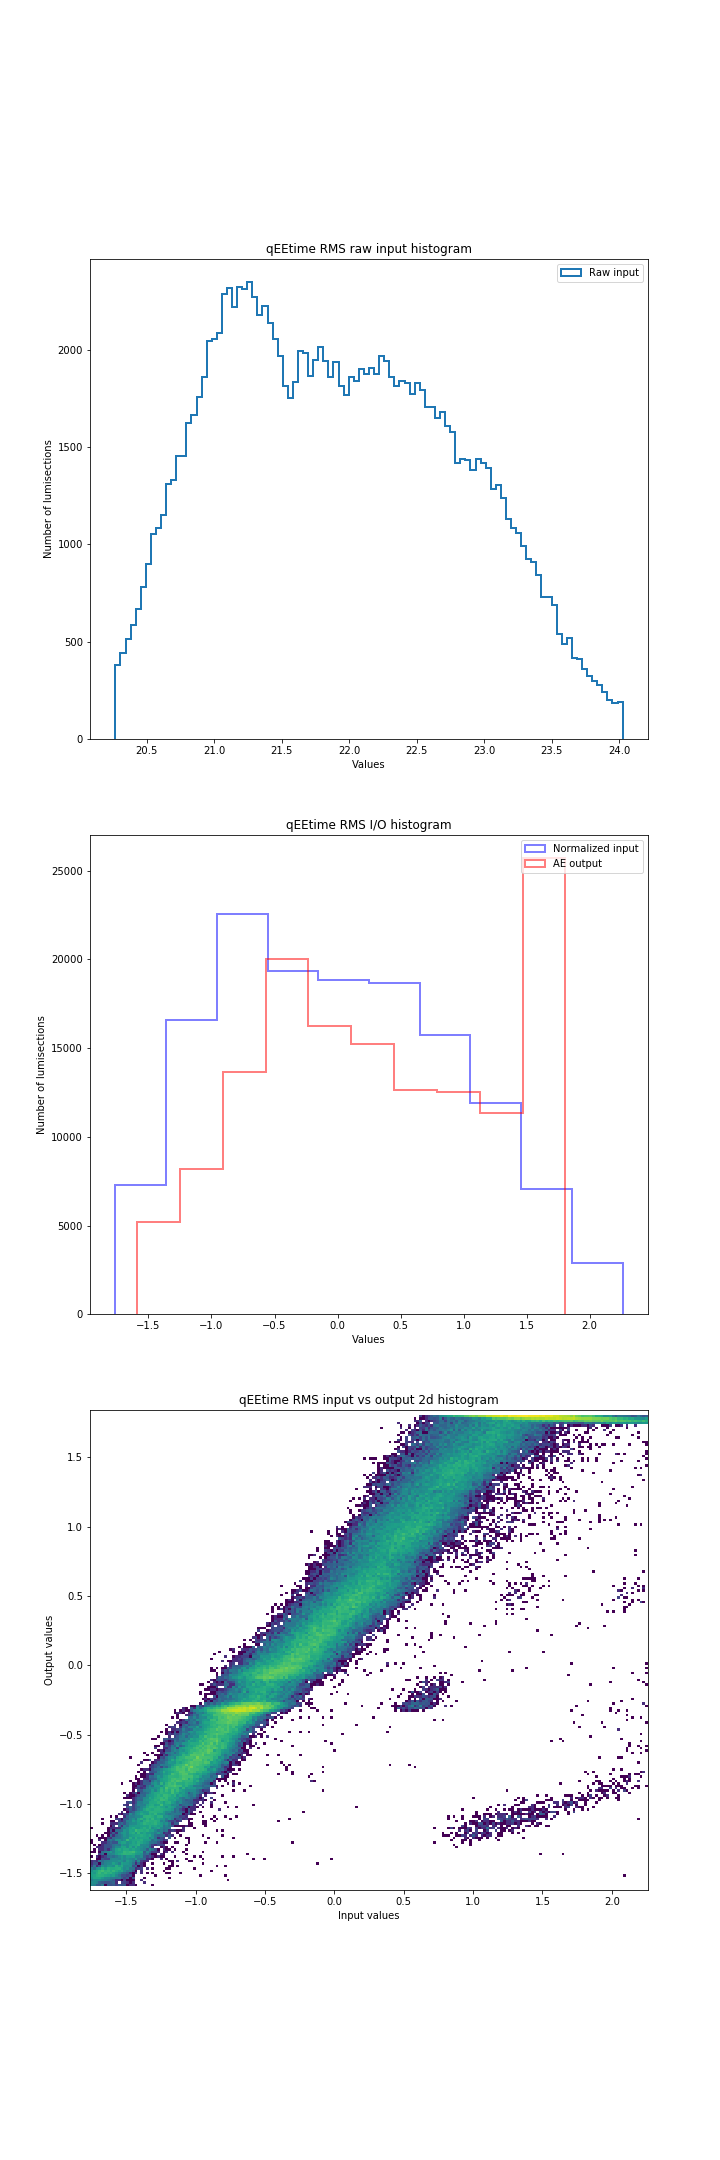 qEEtime RMS raw input histogram
Raw input
2000
1500
1000
500
0
Number of lumisections
20.5 21.0 21.5 22.0 22.5 23.0 23.5 24.0
Values
qEEtime RMS I/O histogram
Normalized input
AE output
25000
20000
15000
10000
5000
0
Number of lumisections
−1.5 −1.0 −0.5 0.0 0.5 1.0 1.5 2.0
Values
qEEtime RMS input vs output 2d histogram
1.5
1.0
0.5
0.0
−0.5
−1.0
−1.5
Output values
−1.5 −1.0 −0.5 0.0 0.5 1.0 1.5 2.0
Input values